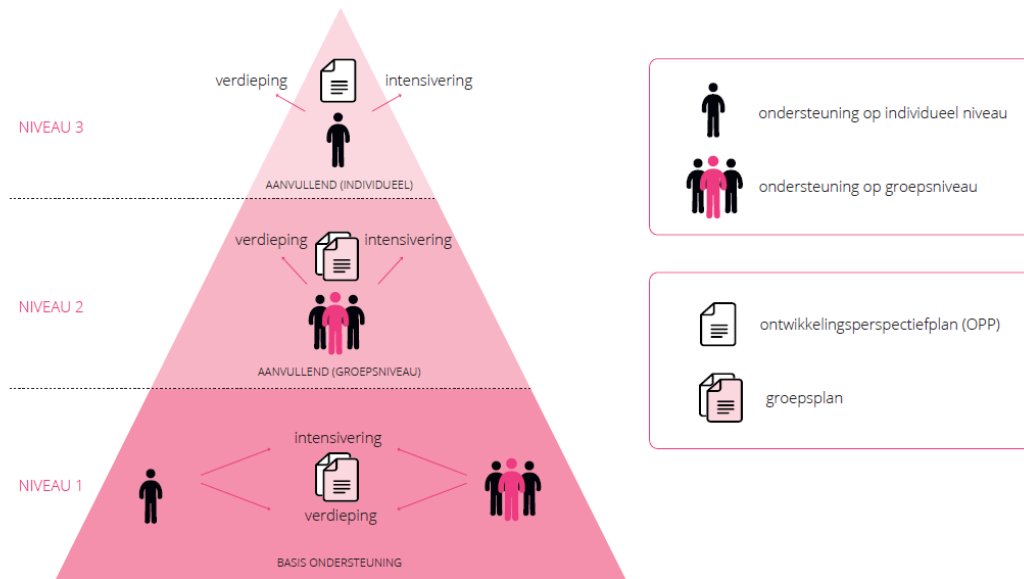 verdieping
intensivering
NIVEAU 3
AANVULLEND (INDIVIDUEEL)
verdieping
intensivering
NIVEAU 2
AANVULLEND (GROEPSNIVEAU)
intensivering
NIVEAU 1
verdieping
BASIS ONDERSTEUNING
ondersteuning op individueel niveau
ondersteuning op groepsniveau
ontwikkelingsperspectiefplan (OPP)
groepsplan